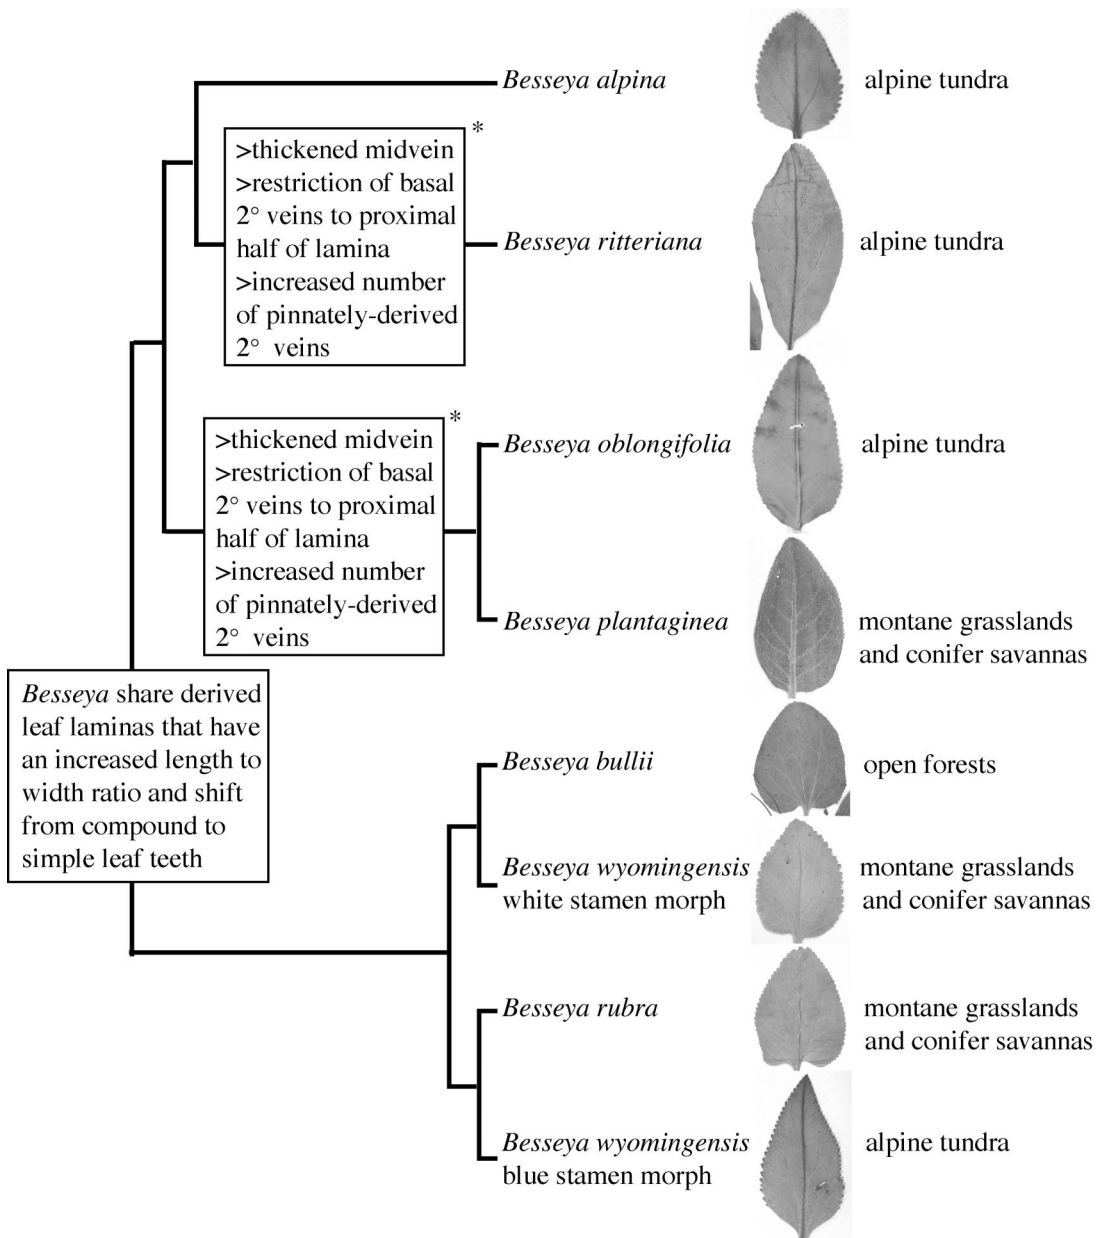 Besseya alpina
alpine tundra
*
>thickened midvein
>restriction of basal
2° veins to proximal
half of lamina
>increased number
of pinnately-derived
2° veins
Besseya ritteriana
alpine tundra
*
>thickened midvein
>restriction of basal
2° veins to proximal
half of lamina
>increased number
of pinnately-derived
2° veins
Besseya oblongifolia
alpine tundra
Besseya plantaginea
montane grasslands
and conifer savannas
Besseya share derived
leaf laminas that have
an increased length to
width ratio and shift
from compound to
simple leaf teeth
Besseya bullii
open forests
Besseya wyomingensis
white stamen morph
montane grasslands
and conifer savannas
Besseya rubra
montane grasslands
and conifer savannas
Besseya wyomingensis
blue stamen morph
alpine tundra